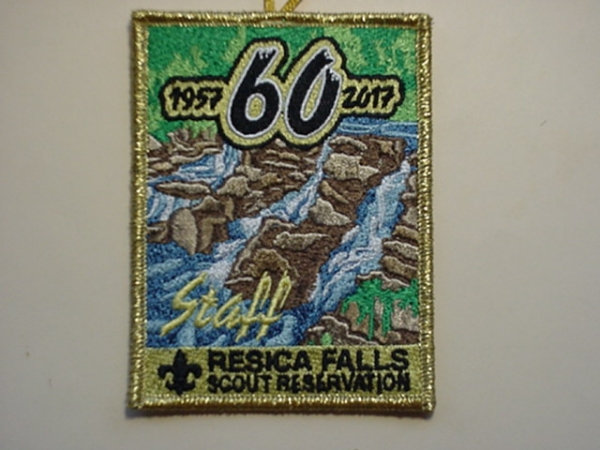 1957 60 2017
Staff
RESICA FALLS
SCOUT RESERVATION